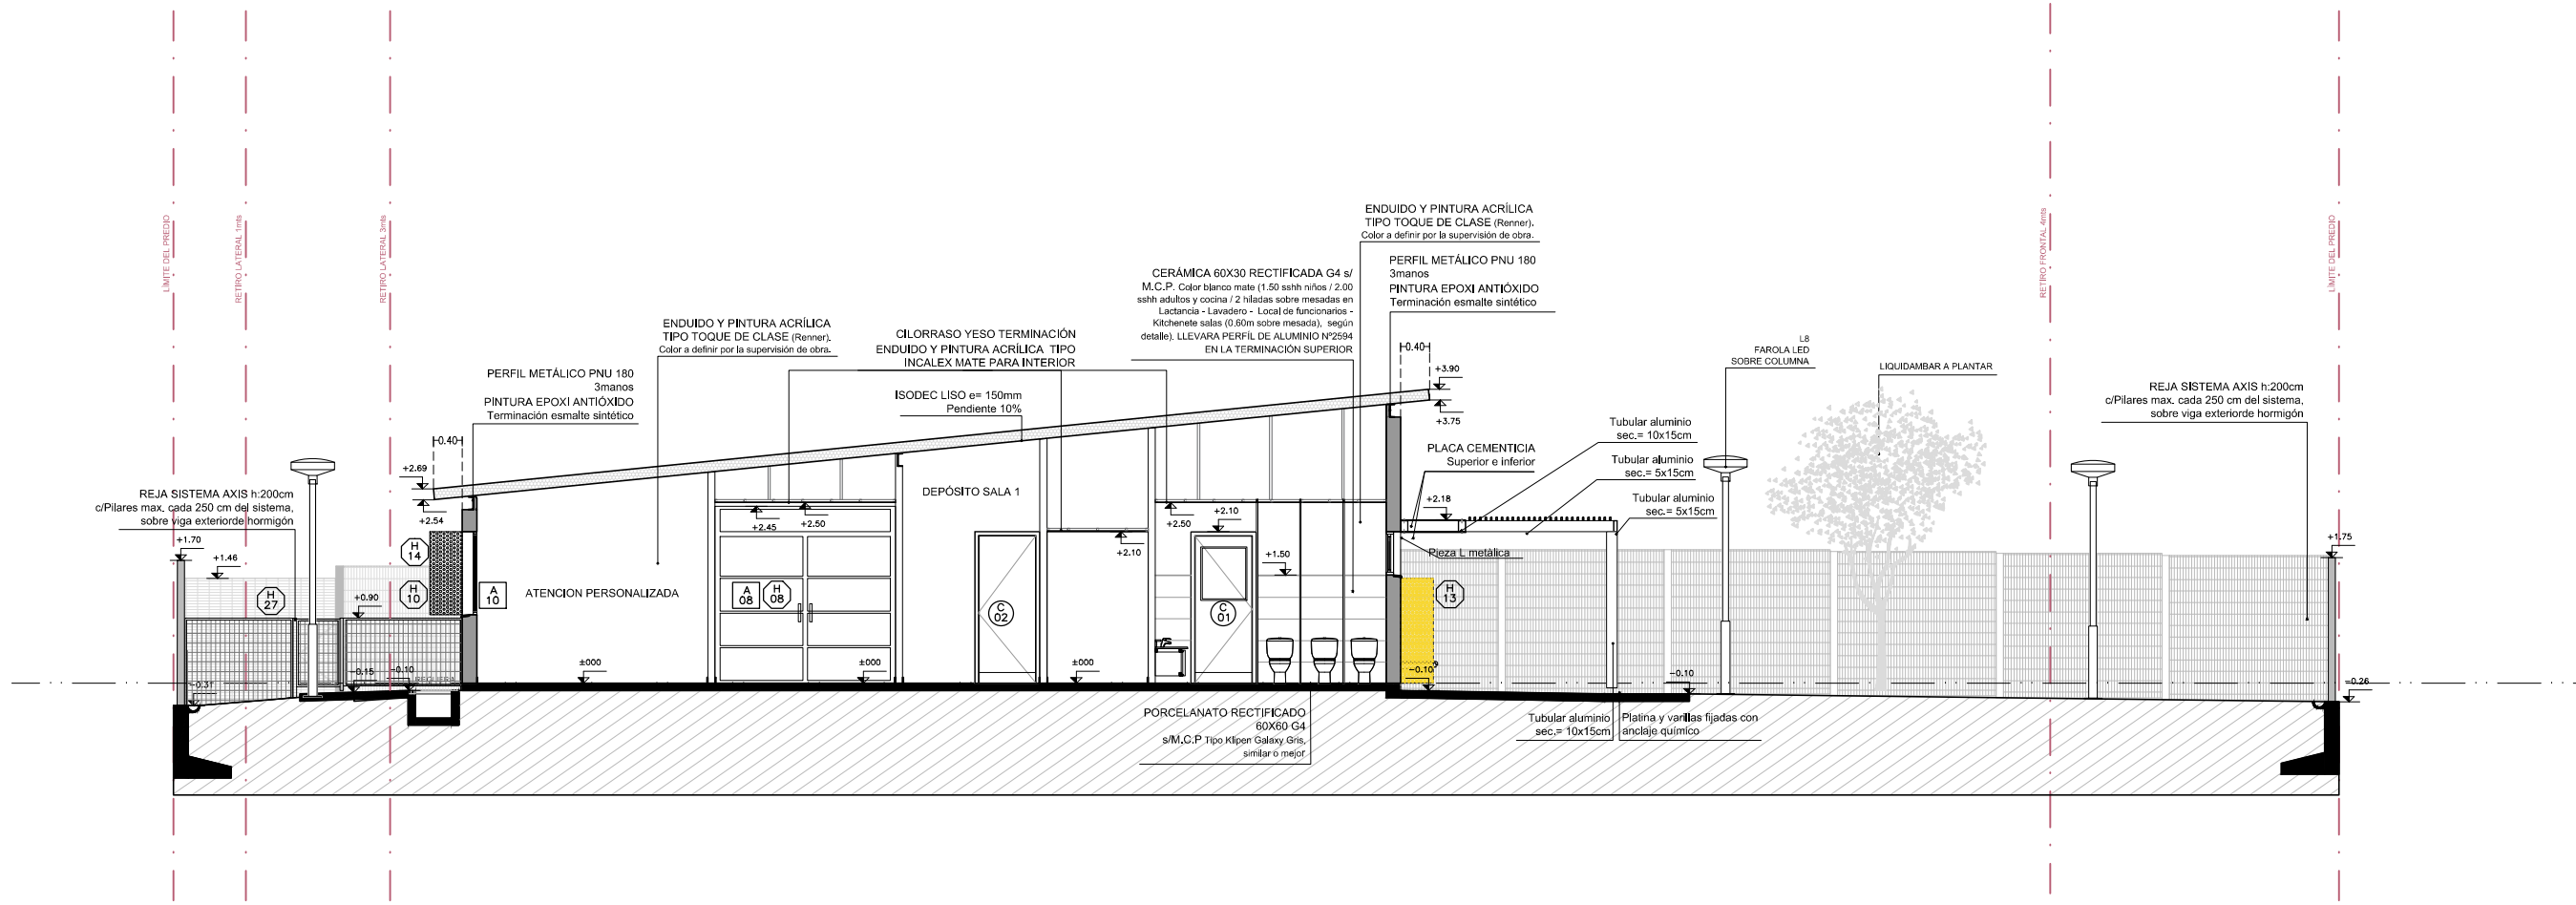 LÍMITE DEL PREDIO
RETIRO LATERAL 1mts
RETIRO LATERAL 3mts
RETIRO FRONTAL 4mts
LÍMITE DEL PREDIO
ENDUIDO Y PINTURA ACRÍLICA
TIPO TOQUE DE CLASE (Renner).
Color a definir por la supervisión de obra.
PERFIL METÁLICO PNU 180
3manos
PINTURA EPOXI ANTIÓXIDO
Terminación esmalte sintético
CERÁMICA 60X30 RECTIFICADA G4 s/
M.C.P. Color blanco mate (1.50 sshh niños / 2.00
sshh adultos y cocina / 2 hiladas sobre mesadas en
Lactancia - Lavadero - Local de funcionarios -
Kitchenete salas (0,60m sobre mesada), según
detalle). LLEVARA PERFÍL DE ALUMINIO Nº2594
EN LA TERMINACIÓN SUPERIOR
ENDUIDO Y PINTURA ACRÍLICA
TIPO TOQUE DE CLASE (Renner).
Color a definir por la supervisión de obra.
CILORRASO YESO TERMINACIÓN
ENDUIDO Y PINTURA ACRÍLICA TIPO
INCALEX MATE PARA INTERIOR
PERFIL METÁLICO PNU 180
3manos
PINTURA EPOXI ANTIÓXIDO
Terminación esmalte sintético
ISODEC LISO e= 150mm
Pendiente 10%
L8
FAROLA LED
SOBRE COLUMNA
LIQUIDAMBAR A PLANTAR
REJA SISTEMA AXIS h:200cm
c/Pilares max. cada 250 cm del sistema,
sobre viga exteriorde hormigón
0.40
+3.90
+3.75
0.40
+2.69
+2.54
Tubular aluminio
sec.= 10x15cm
Tubular aluminio
sec.= 5x15cm
Tubular aluminio
sec.= 5x15cm
PLACA CEMENTICIA
Superior e inferior
+2.18
Pieza L metálica
REJA SISTEMA AXIS h:200cm
c/Pilares max. cada 250 cm del sistema,
sobre viga exteriorde hormigón
DEPÓSITO SALA 1
+2.45
+2.50
+2.10
+2.50
+2.10
+1.50
+1.70
+1.46
+0.90
+1.75
H
14
H
10
H
27
A
10
ATENCION PERSONALIZADA
A
08
H
08
C
02
C
01
H
13
±000
±000
±000
-0.31
-0.15
-0.10
REGUERA
-0.10
-0.10
-0.26
PORCELANATO RECTIFICADO
60X60 G4
s/M.C.P Tipo Klipen Galaxy Gris,
similar o mejor
Tubular aluminio
sec.= 10x15cm
Platina y varillas fijadas con
anclaje químico